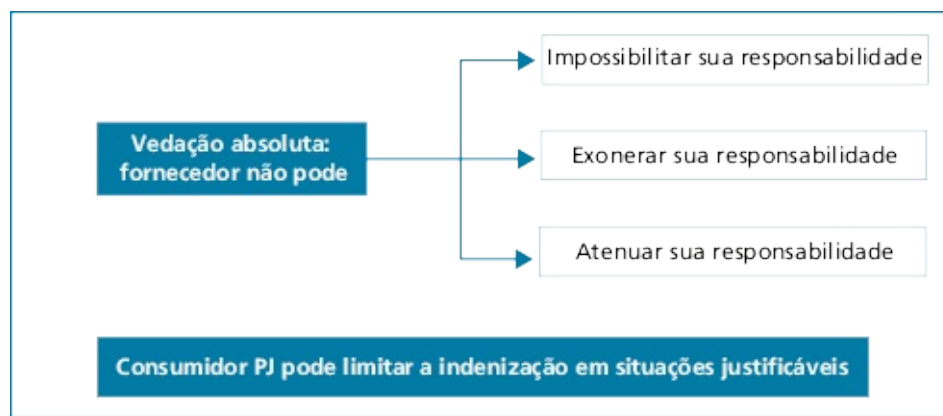 Impossibilitar sua responsabilidade
Vedação absoluta:
fornecedor não pode
Exonerar sua responsabilidade
Atenuar sua responsabilidade
Consumidor PJ pode limitar a indenização em situações justificáveis